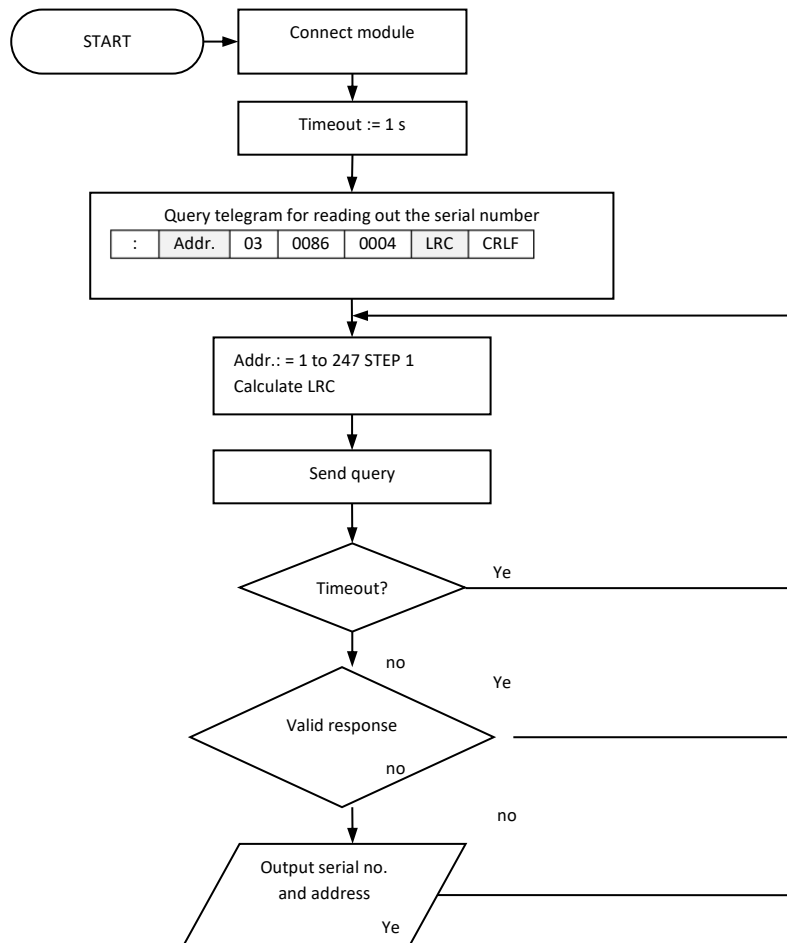 START
Connect module
Timeout := 1 s
Query telegram for reading out the serial number
: Addr. 03 0086 0004 LRC CRLF
Addr.: = 1 to 247 STEP 1
Calculate LRC
Send query
Timeout?
Ye
no
Ye
Valid response
no
no
Output serial no.
and address
Ye